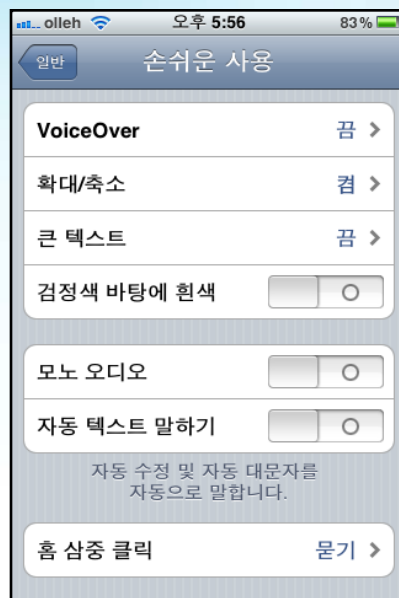 olleh 오후 5:56 83%
일반 손쉬운 사용
VoiceOver 끔
확대/축소 켬
큰 텍스트 끔
검정색 바탕에 흰색
모노 오디오
자동 텍스트 말하기
자동 수정 및 자동 대문자를
자동으로 말합니다.
홈 삼중 클릭 묻기